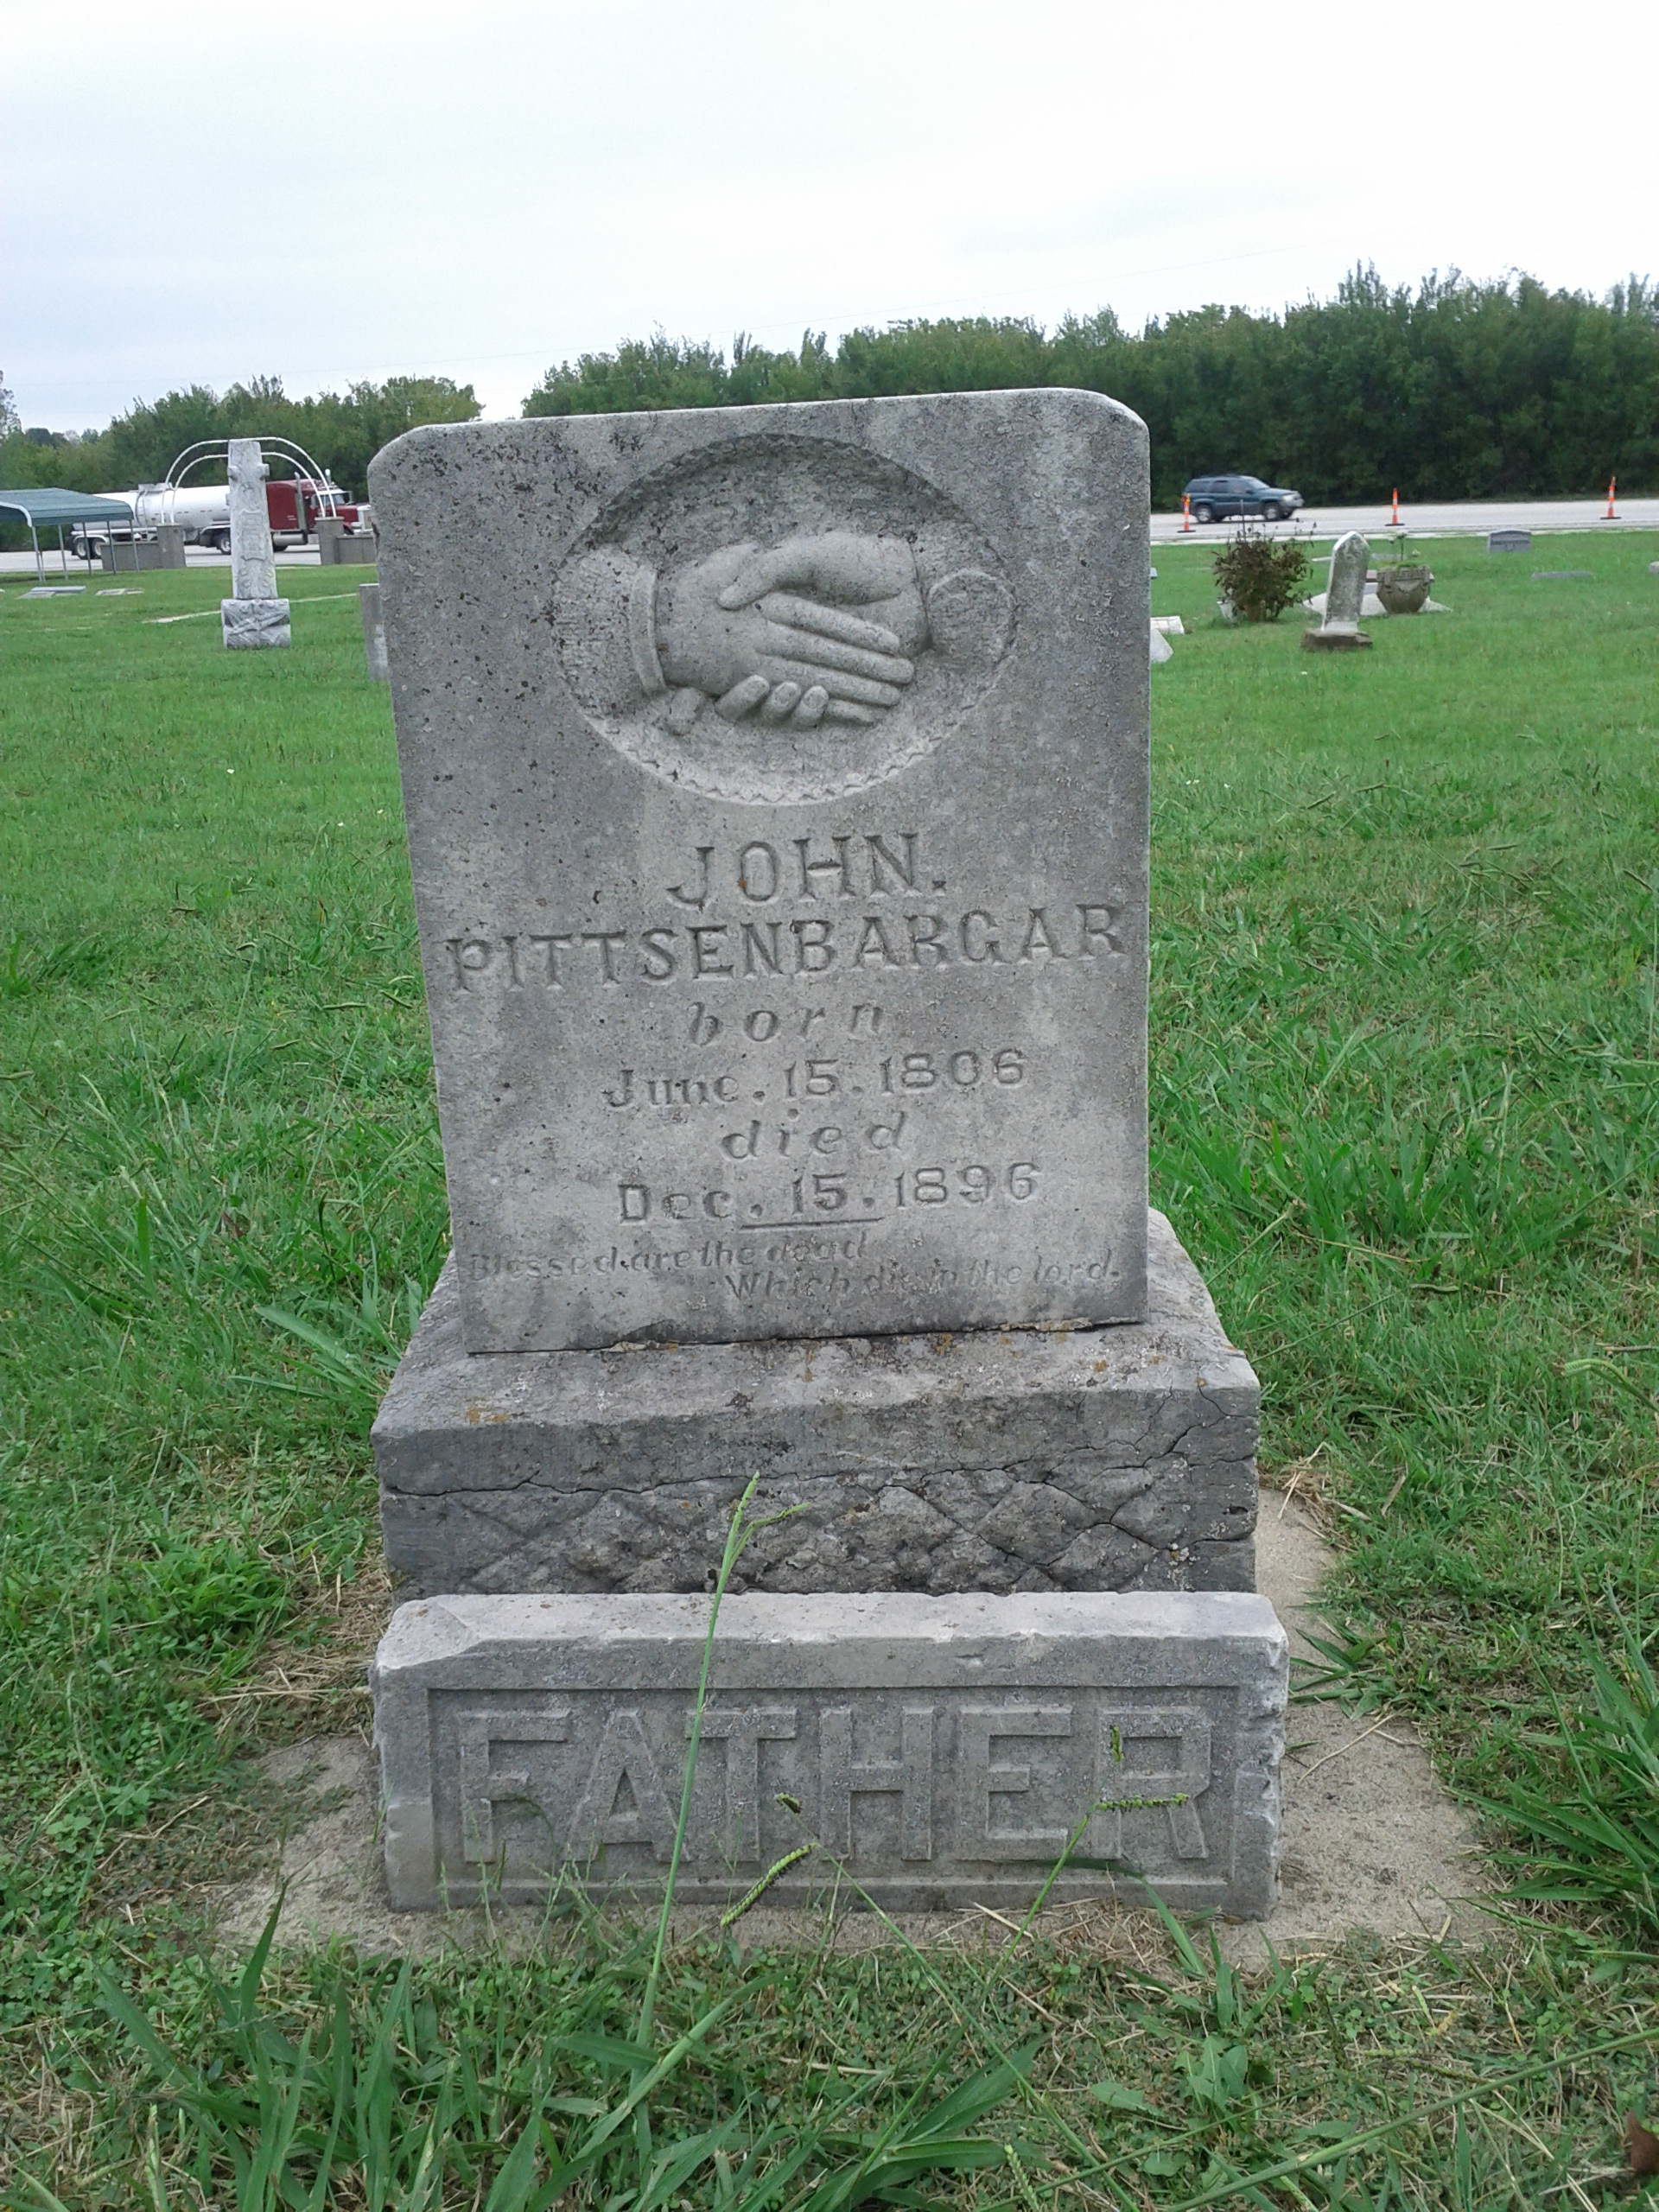 JOHN.
PITTSENBARGAR
born
June. 15. 1806
died
Dec. 15. 1896
Blessed are the dead
Which die in the lord.
FATHER